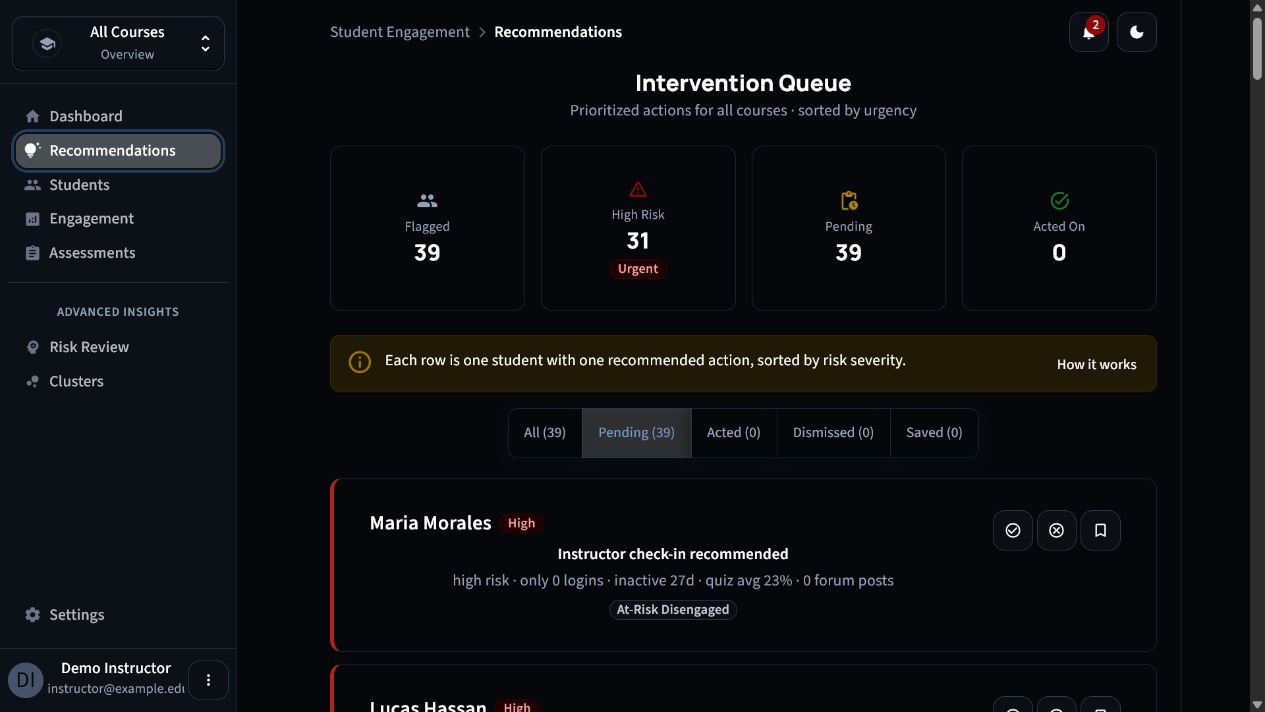 All Courses
Overview
Dashboard
Recommendations
Students
Engagement
Assessments
ADVANCED INSIGHTS
Risk Review
Clusters
Settings
DI
Demo Instructor
instructor@example.edu
Student Engagement > Recommendations
2
Intervention Queue
Prioritized actions for all courses · sorted by urgency
Flagged
39
High Risk
31
Urgent
Pending
39
Acted On
0
Each row is one student with one recommended action, sorted by risk severity.
How it works
All (39)
Pending (39)
Acted (0)
Dismissed (0)
Saved (0)
Maria Morales High
Instructor check-in recommended
high risk · only 0 logins · inactive 27d · quiz avg 23% · 0 forum posts
At-Risk Disengaged
Lucas Hassan High